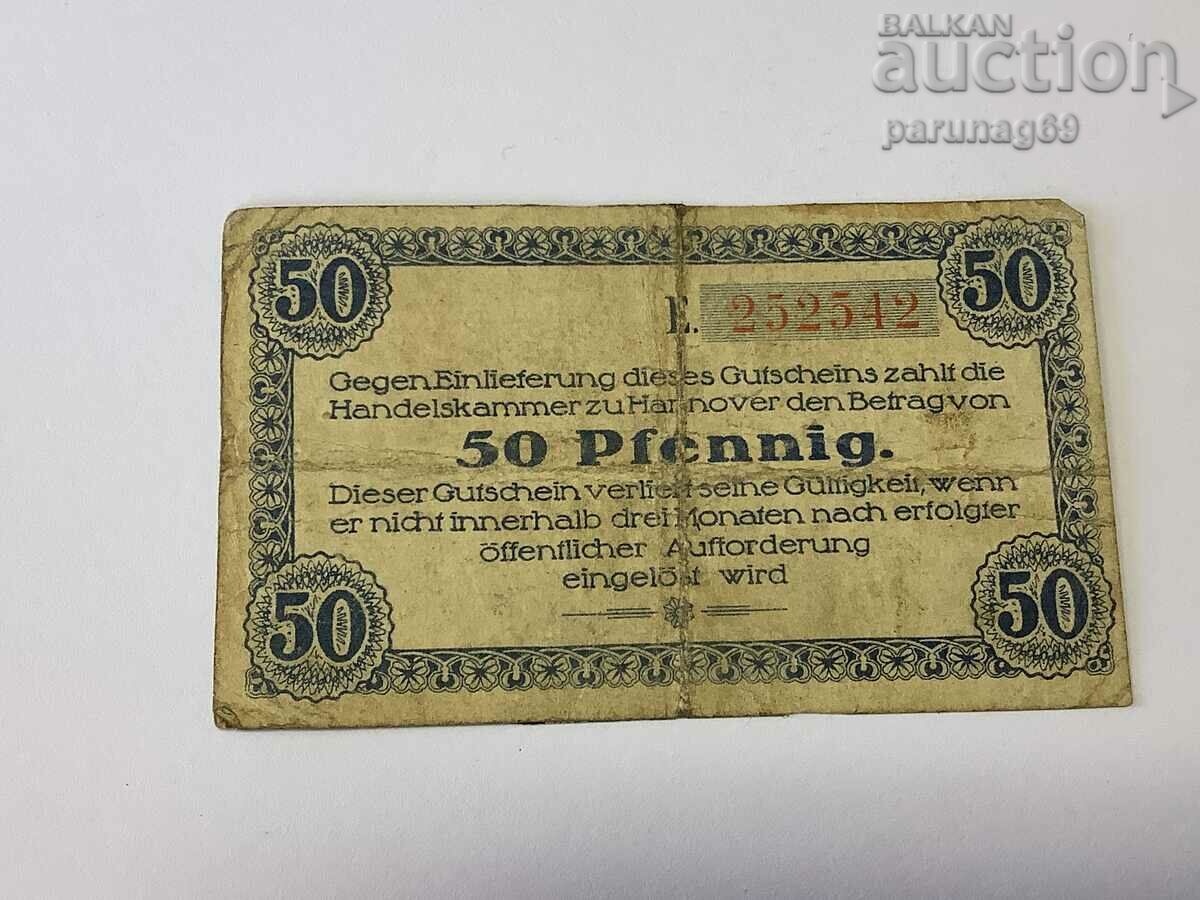 BALKAN
auction
parunag69
50 50
E. 252542
Gegen Einlieferung dieses Gutscheins zahlt die
Handelskammer zu Hannover den Betrag von
50 Pfennig.
Dieser Gutschein verliert seine Gültigkeit, wenn
er nicht innerhalb drei Monaten nach erfolgter
öffentlicher Aufforderung
eingelöst wird
50 50